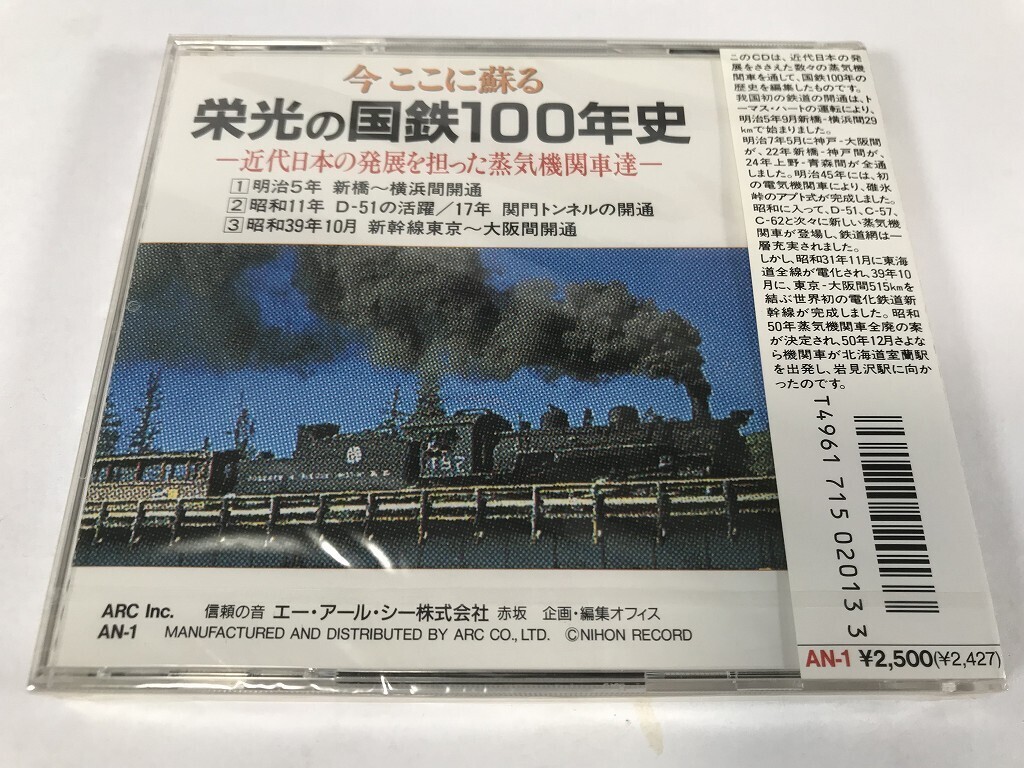 今 ここに蘇る
栄光の国鉄100年史
―近代日本の発展を担った蒸気機関車達―
1 明治5年 新橋〜横浜間開通
2 昭和11年 D-51の活躍／17年 関門トンネルの開通
3 昭和39年10月 新幹線東京〜大阪間開通
ARC Inc. 信頼の音 エー・アール・シー株式会社 赤坂 企画・編集オフィス
AN-1 MANUFACTURED AND DISTRIBUTED BY ARC CO., LTD. ©NIHON RECORD
このCDは、近代日本の発
展をささえた数々の蒸気機
関車を通して、国鉄100年の
歴史を編集したものです。
我国初の鉄道の開通は、ト
ーマス・ハートの運転により、
明治5年9月新橋-横浜間29
kmで始まりました。
明治7年5月に神戸-大阪間
が、22年新橋-神戸間が、
24年上野-青森間が全通
しました。明治45年には、初
の電気機関車により、碓氷
峠のアプト式が完成しました。
昭和に入って、D-51、C-57、
C-62と次々に新しい蒸気機
関車が登場し、鉄道網は一
層充実されました。
しかし、昭和31年11月に東海
道全線が電化され、39年10
月に、東京-大阪間515kmを
結ぶ世界初の電化鉄道新
幹線が完成しました。昭和
50年蒸気機関車全廃の案
が決定され、50年12月さよな
ら機関車が北海道室蘭駅
を出発し、岩見沢駅に向か
ったのです。
T4961 715 02013 3
AN-1 ¥2,500(¥2,427)